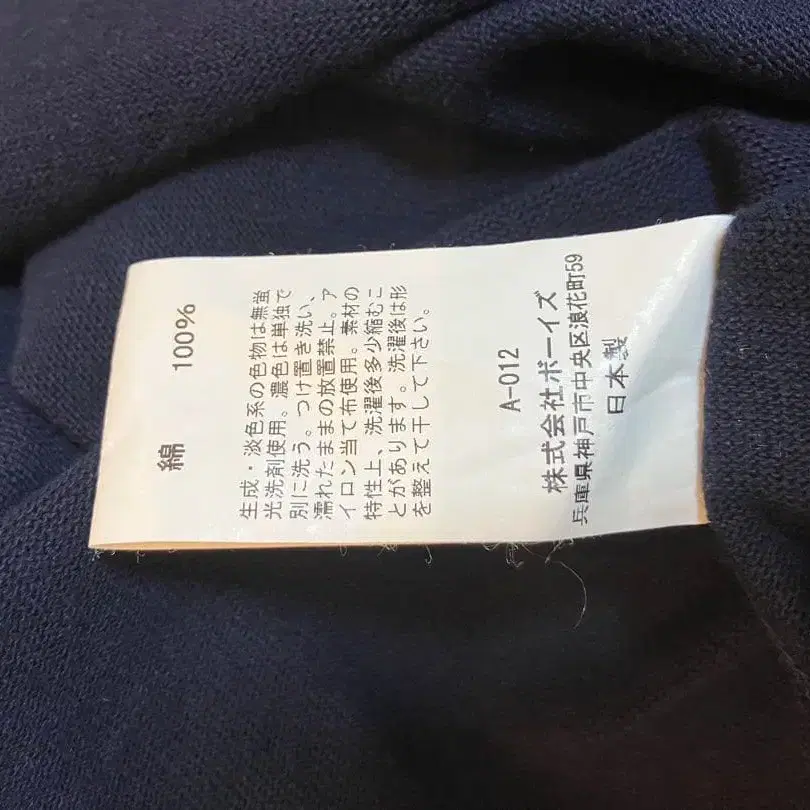 綿 100%
生成・淡色系の色物は無蛍
光洗剤使用。濃色は単独で
別に洗う。つけ置き洗い、
濡れたままの放置禁止。ア
イロン当て布使用。素材の
特性上、洗濯後多少縮むこ
とがあります。洗濯後は形
を整えて干して下さい。
A-012
株式会社ボーイズ
兵庫県神戸市中央区浪花町59
日本製